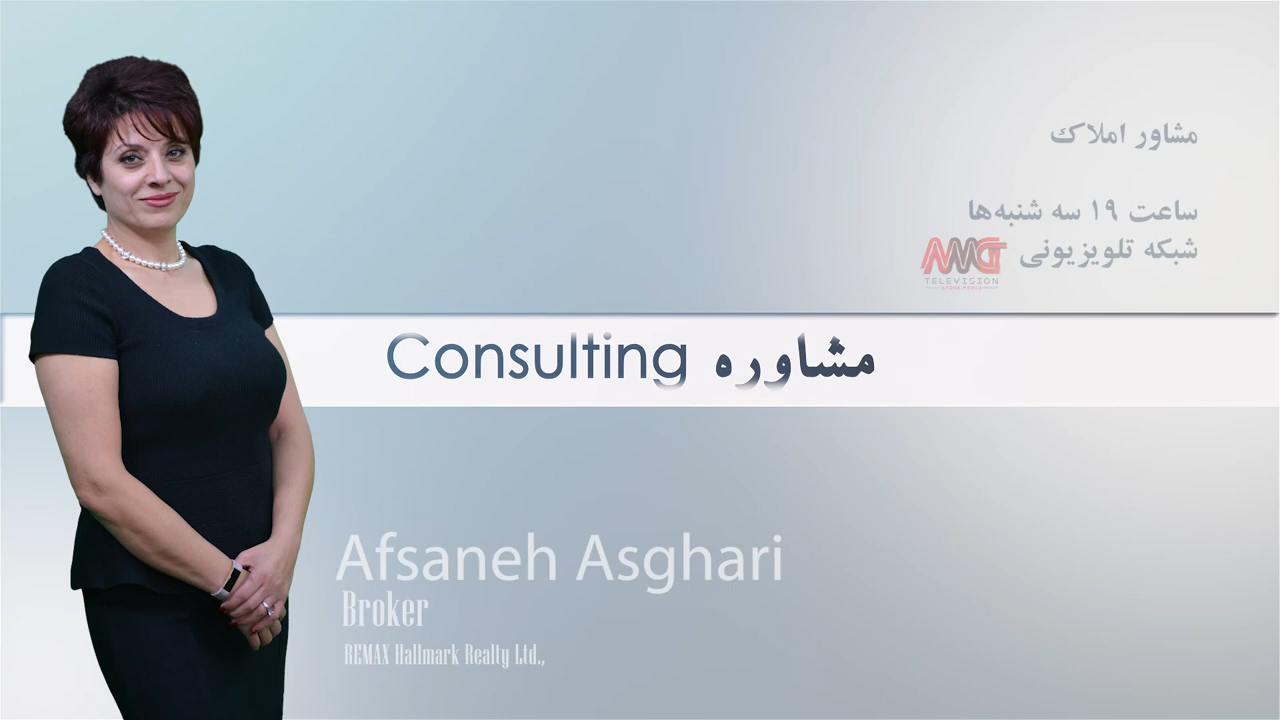 مشاور املاک
ساعت ۱۹ سه شنبه‌ها
شبکه تلویزیونی AMGT
TELEVISION
Consulting مشاوره
Afsaneh Asghari
Broker
REMAX Hallmark Realty Ltd.,